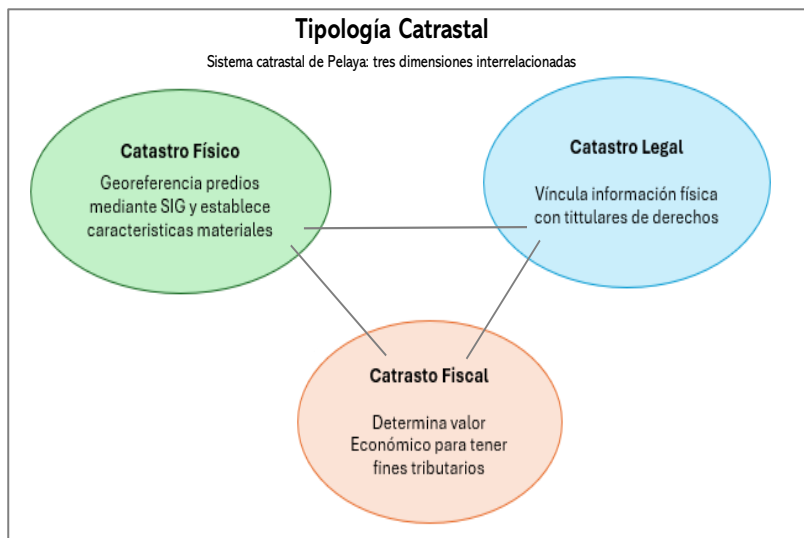 Tipología Catrastal
Sistema catrastal de Pelaya: tres dimensiones interrelacionadas
Catastro Físico
Georeferencia predios
mediante SIG y establece
características materiales
Catastro Legal
Víncula información física
con tittulares de derechos
Catrasto Fiscal
Determina valor
Económico para tener
fines tributarios